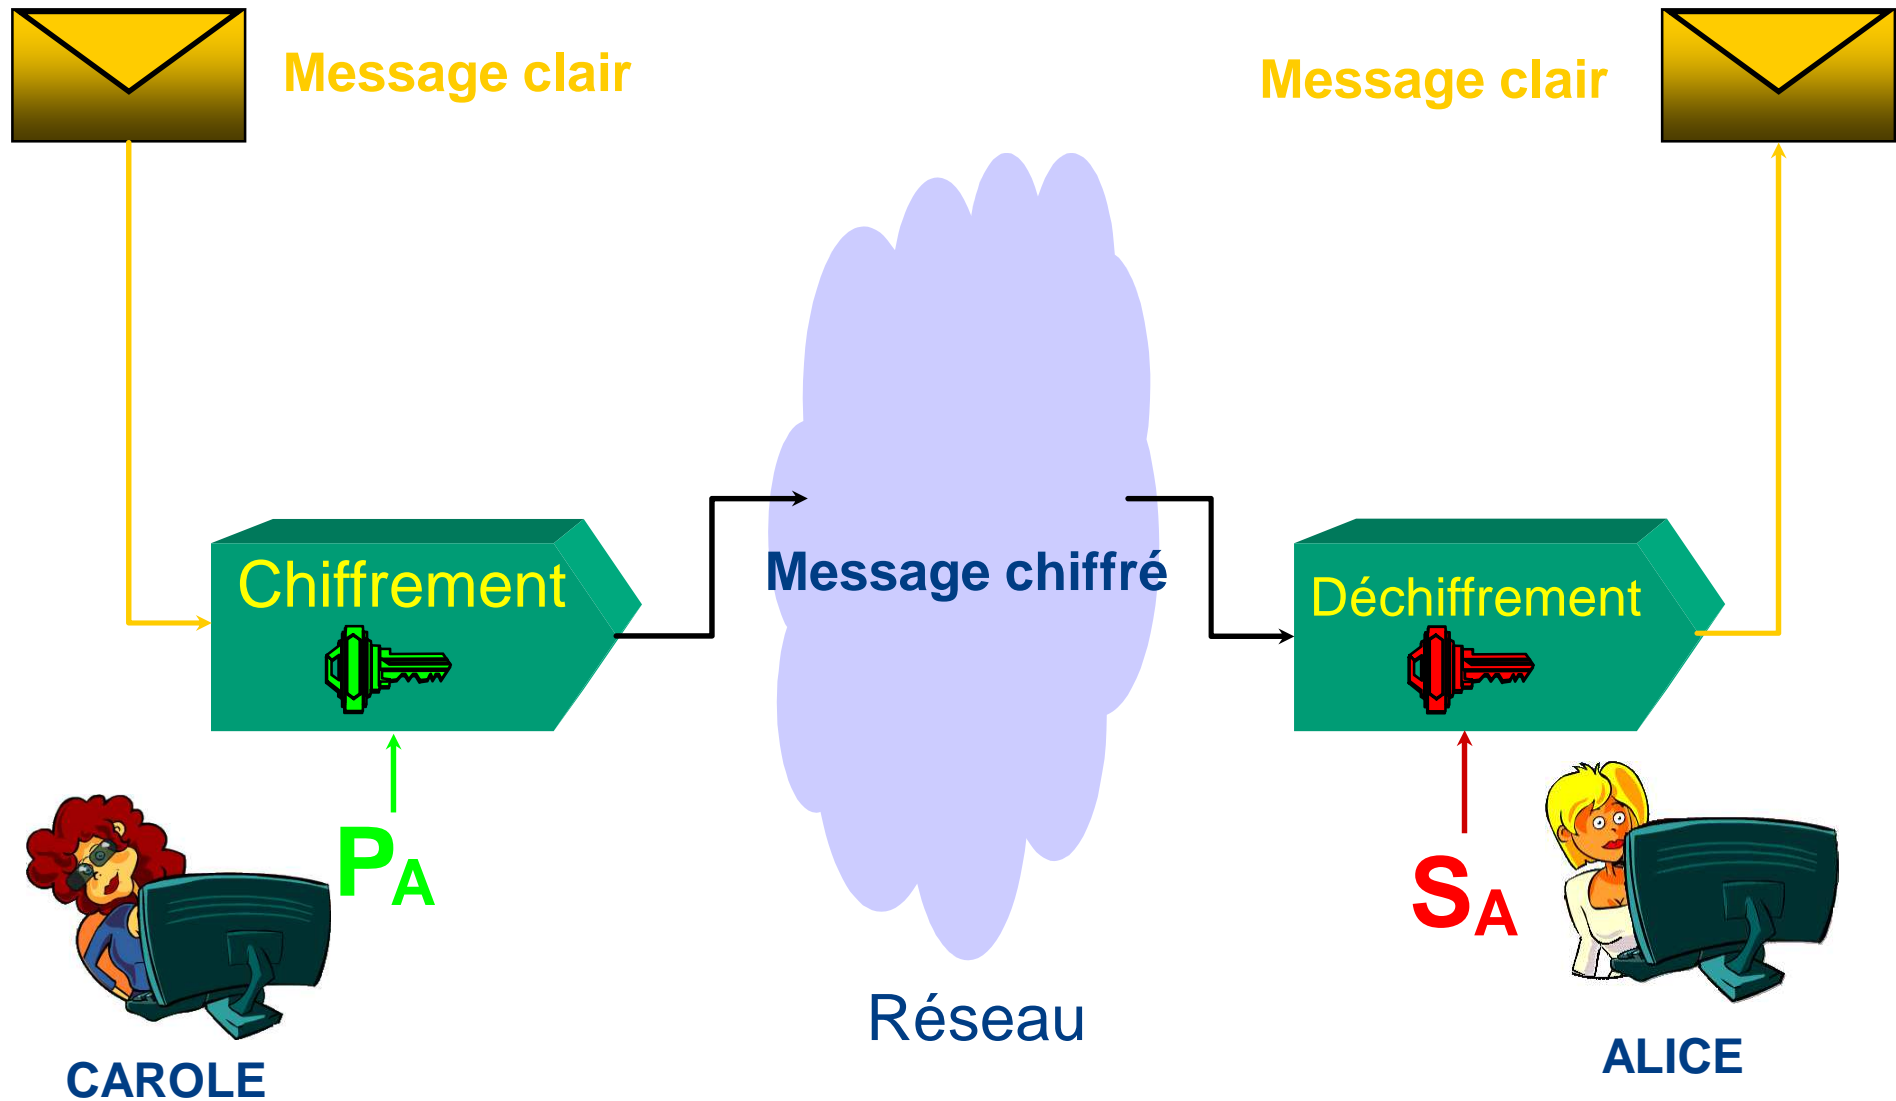 Message clair
Message clair
Chiffrement
Message chiffré
Déchiffrement
PA
SA
Réseau
CAROLE
ALICE